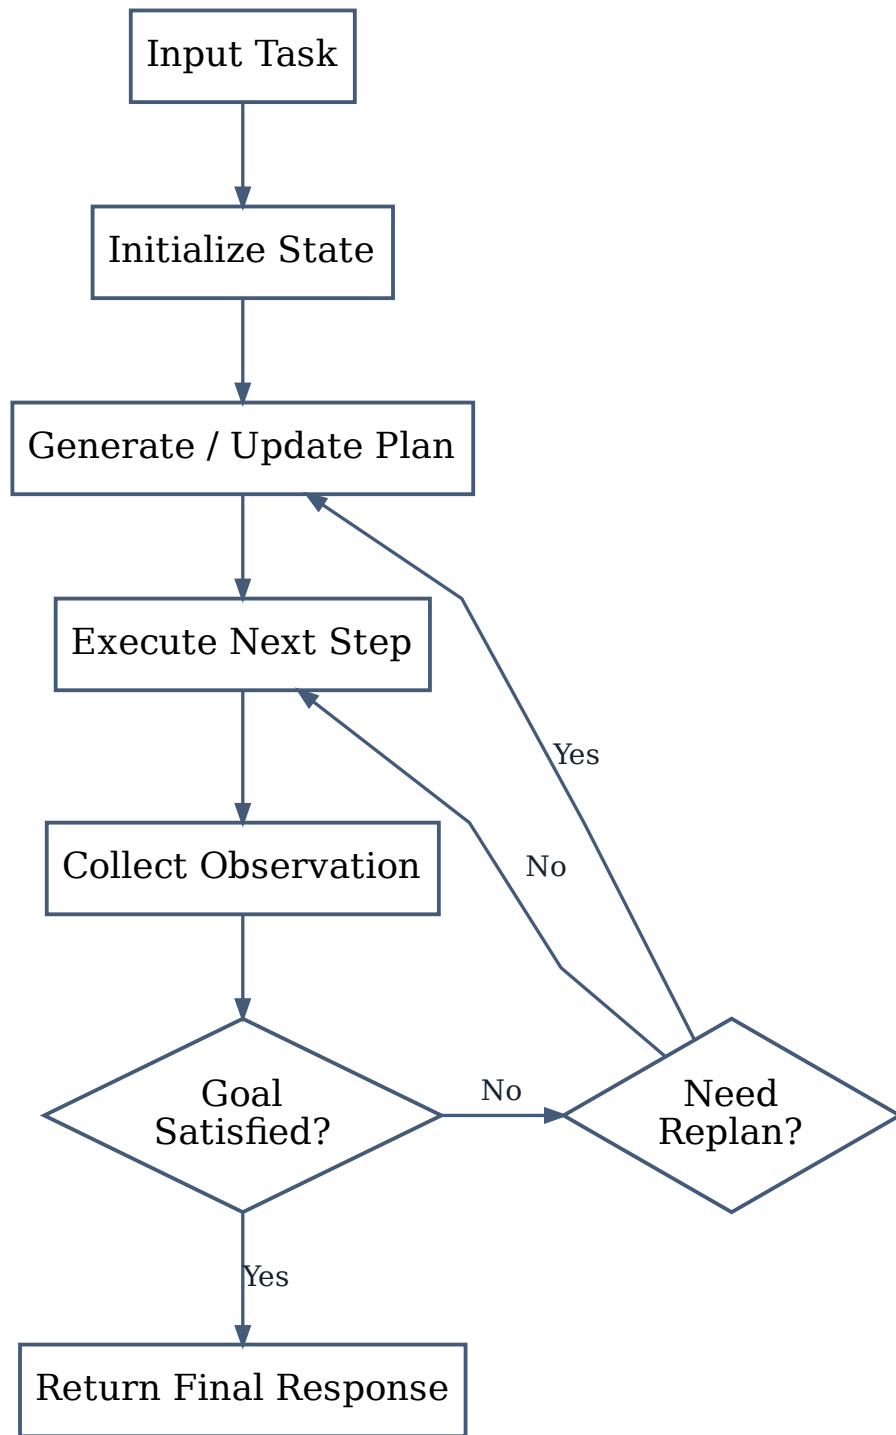 Input Task
Initialize State
Generate / Update Plan
Execute Next Step
Yes
No
Collect Observation
Goal
Satisfied?
No
Need
Replan?
Yes
Return Final Response